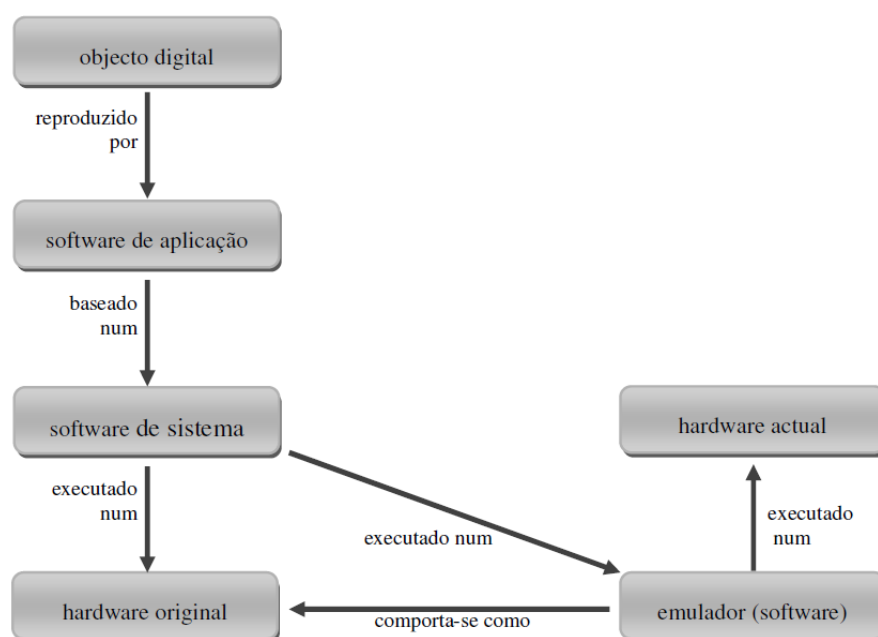 objecto digital
reproduzido
por
software de aplicação
baseado
num
software de sistema
hardware actual
executado
num
executado num
executado
num
hardware original
comporta-se como
emulador (software)